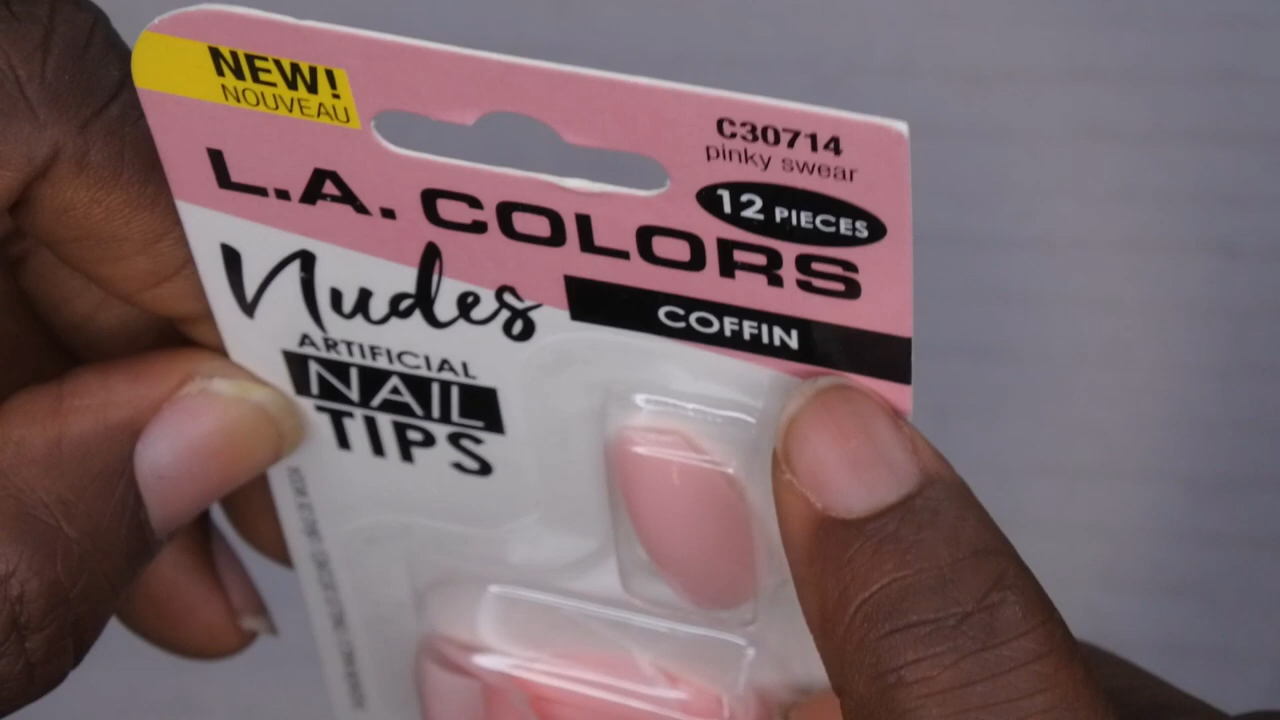 NEW!
NOUVEAU
C30714
pinky swear
12 PIECES
L.A. COLORS
Nudes
COFFIN
ARTIFICIAL
NAIL
TIPS